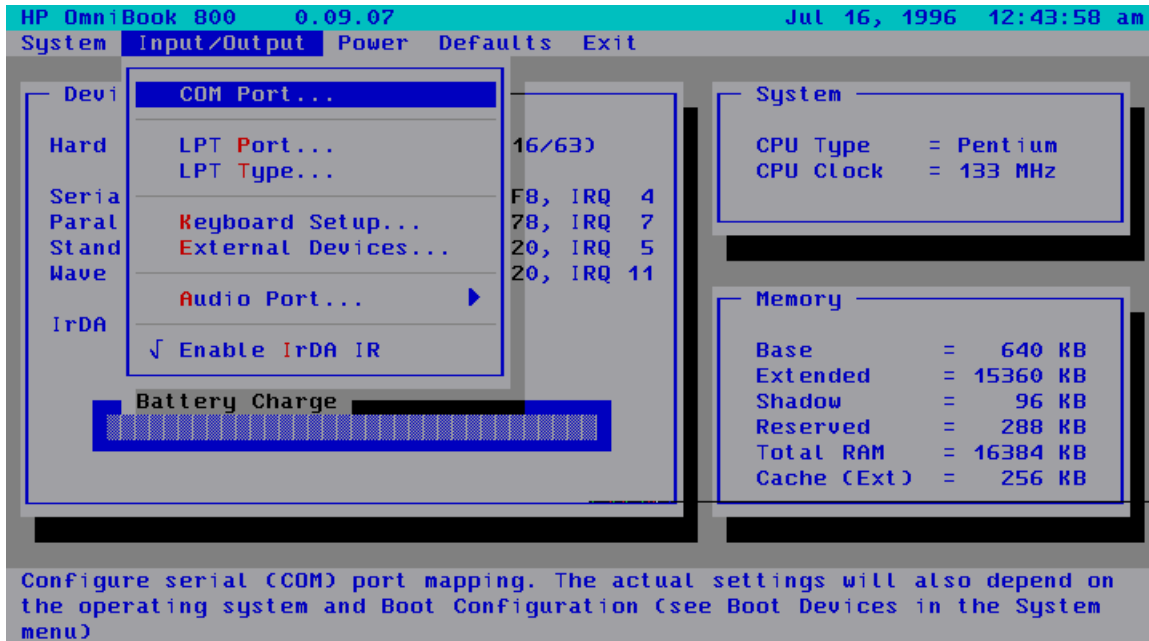 HP OmniBook 800 0.09.07 Jul 16, 1996 12:43:58 am
System Input/Output Power Defaults Exit
Devi
Hard 16/63)
Seria F8, IRQ 4
Paral 78, IRQ 7
Stand 20, IRQ 5
Wave 20, IRQ 11
IrDA
COM Port...
LPT Port...
LPT Type...
Keyboard Setup...
External Devices...
Audio Port...
√ Enable IrDA IR
Battery Charge
System
CPU Type = Pentium
CPU Clock = 133 MHz
Memory
Base = 640 KB
Extended = 15360 KB
Shadow = 96 KB
Reserved = 288 KB
Total RAM = 16384 KB
Cache (Ext) = 256 KB
Configure serial (COM) port mapping. The actual settings will also depend on
the operating system and Boot Configuration (see Boot Devices in the System
menu)